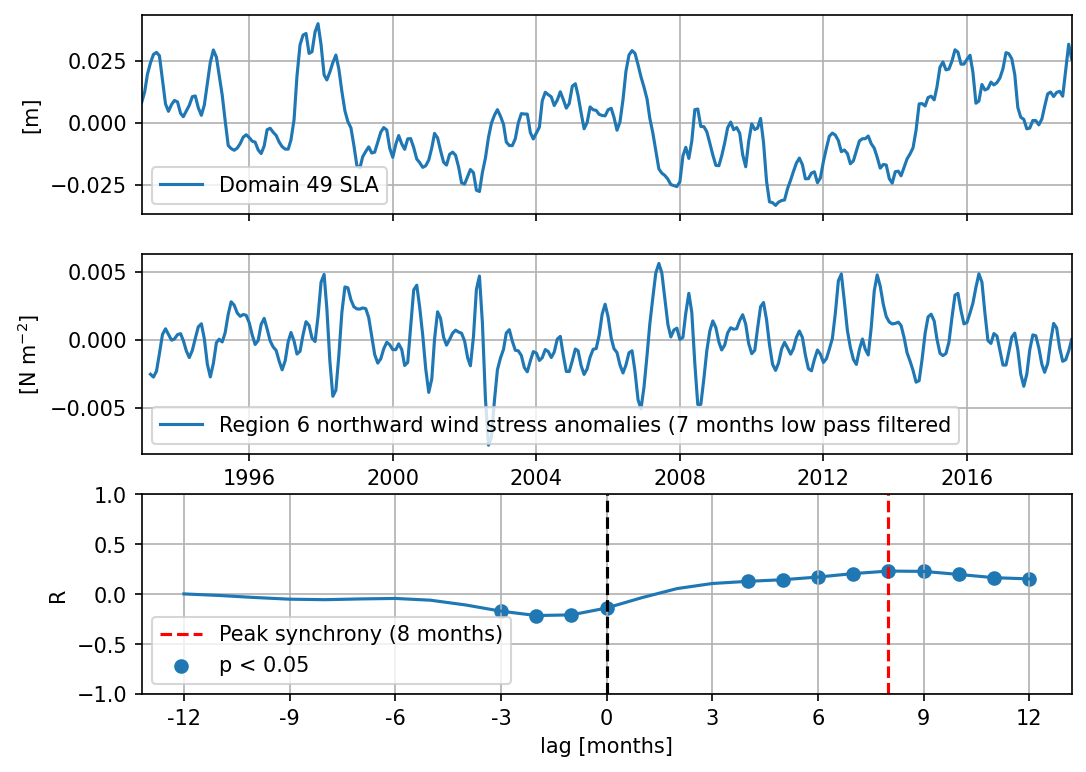 0.025
0.000
−0.025
[m]
Domain 49 SLA
0.005
0.000
−0.005
[N m⁻²]
Region 6 northward wind stress anomalies (7 months low pass filtered
1996 2000 2004 2008 2012 2016
1.0
0.5
0.0
−0.5
−1.0
R
Peak synchrony (8 months)
p < 0.05
-12 -9 -6 -3 0 3 6 9 12
lag [months]